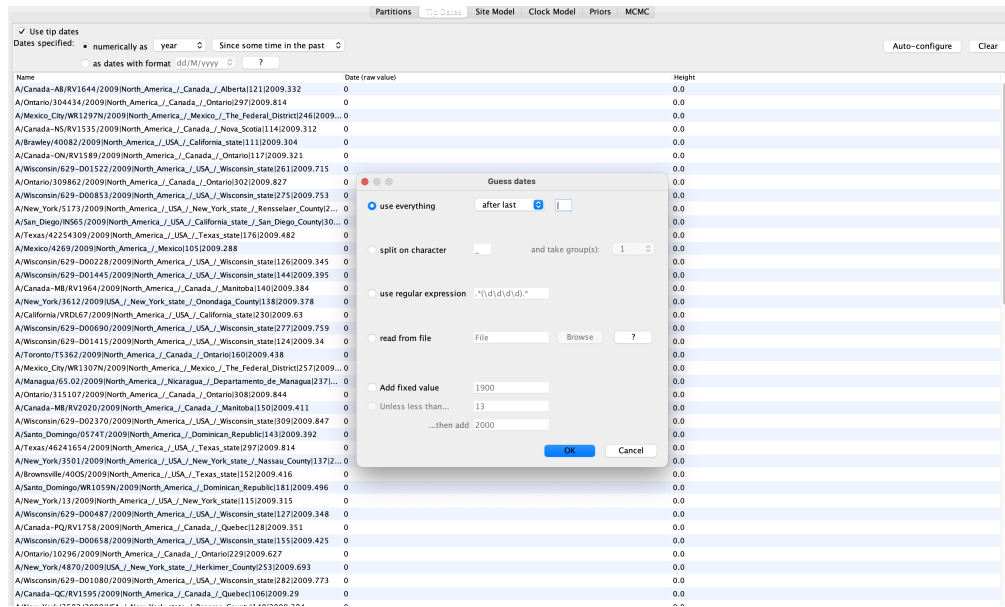 Partitions Tip Dates Site Model Clock Model Priors MCMC
Use tip dates
Dates specified: numerically as year Since some time in the past Auto-configure Clear
as dates with format dd/M/yyyy ?
Name Date (raw value) Height
A/Canada-AB/RV1644/2009|North_America_/_Canada_/_Alberta|121|2009.332 0 0.0
A/Ontario/304434/2009|North_America_/_Canada_/_Ontario|297|2009.814 0 0.0
A/Mexico_City/WR1297N/2009|North_America_/_Mexico_/_The_Federal_District|246|2009... 0 0.0
A/Canada-NS/RV1535/2009|North_America_/_Canada_/_Nova_Scotia|114|2009.312 0 0.0
A/Brawley/40082/2009|North_America_/_USA_/_California_state|111|2009.304 0 0.0
A/Canada-ON/RV1589/2009|North_America_/_Canada_/_Ontario|117|2009.321 0 0.0
A/Wisconsin/629-D01522/2009|North_America_/_USA_/_Wisconsin_state|261|2009.715 0 0.0
A/Ontario/309862/2009|North_America_/_Canada_/_Ontario|302|2009.827 0 0.0
A/Wisconsin/629-D00853/2009|North_America_/_USA_/_Wisconsin_state|275|2009.753 0 0.0
A/New_York/5173/2009|North_America_/_USA_/_New_York_state_/_Rensselaer_County|2... 0 0.0
A/San_Diego/INS65/2009|North_America_/_USA_/_California_state_/_San_Diego_County|30... 0 0.0
A/Texas/42254309/2009|North_America_/_USA_/_Texas_state|176|2009.482 0 0.0
A/Mexico/4269/2009|North_America_/_Mexico|105|2009.288 0 0.0
A/Wisconsin/629-D00228/2009|North_America_/_USA_/_Wisconsin_state|126|2009.345 0 0.0
A/Wisconsin/629-D01445/2009|North_America_/_USA_/_Wisconsin_state|144|2009.395 0 0.0
A/Canada-MB/RV1964/2009|North_America_/_Canada_/_Manitoba|140|2009.384 0 0.0
A/New_York/3612/2009|USA_/_New_York_state_/_Onondaga_County|138|2009.378 0 0.0
A/California/VRDL67/2009|North_America_/_USA_/_California_state|230|2009.63 0 0.0
A/Wisconsin/629-D00690/2009|North_America_/_USA_/_Wisconsin_state|277|2009.759 0 0.0
A/Wisconsin/629-D01415/2009|North_America_/_USA_/_Wisconsin_state|124|2009.34 0 0.0
A/Toronto/T5362/2009|North_America_/_Canada_/_Ontario|160|2009.438 0 0.0
A/Mexico_City/WR1307N/2009|North_America_/_Mexico_/_The_Federal_District|257|2009... 0 0.0
A/Managua/65.02/2009|North_America_/_Nicaragua_/_Departamento_de_Managua|237|... 0 0.0
A/Ontario/315107/2009|North_America_/_Canada_/_Ontario|308|2009.844 0 0.0
A/Canada-MB/RV2020/2009|North_America_/_Canada_/_Manitoba|150|2009.411 0 0.0
A/Wisconsin/629-D02370/2009|North_America_/_USA_/_Wisconsin_state|309|2009.847 0 0.0
A/Santo_Domingo/0574T/2009|North_America_/_Dominican_Republic|143|2009.392 0 0.0
A/Texas/46241654/2009|North_America_/_USA_/_Texas_state|297|2009.814 0 0.0
A/New_York/3501/2009|North_America_/_USA_/_New_York_state_/_Nassau_County|137|2... 0 0.0
A/Brownsville/40OS/2009|North_America_/_USA_/_Texas_state|152|2009.416 0 0.0
A/Santo_Domingo/WR1059N/2009|North_America_/_Dominican_Republic|181|2009.496 0 0.0
A/New_York/13/2009|North_America_/_USA_/_New_York_state|115|2009.315 0 0.0
A/Wisconsin/629-D00487/2009|North_America_/_USA_/_Wisconsin_state|127|2009.348 0 0.0
A/Canada-PQ/RV1758/2009|North_America_/_Canada_/_Quebec|128|2009.351 0 0.0
A/Wisconsin/629-D00658/2009|North_America_/_USA_/_Wisconsin_state|155|2009.425 0 0.0
A/Ontario/10296/2009|North_America_/_Canada_/_Ontario|229|2009.627 0 0.0
A/New_York/4870/2009|USA_/_New_York_state_/_Herkimer_County|253|2009.693 0 0.0
A/Wisconsin/629-D01080/2009|North_America_/_USA_/_Wisconsin_state|282|2009.773 0 0.0
A/Canada-QC/RV1595/2009|North_America_/_Canada_/_Quebec|106|2009.29 0 0.0
Guess dates
use everything after last |
split on character _ and take group(s): 1
use regular expression .*(\d\d\d\d).*
read from file File Browse ?
Add fixed value 1900
Unless less than... 13
...then add 2000
OK Cancel